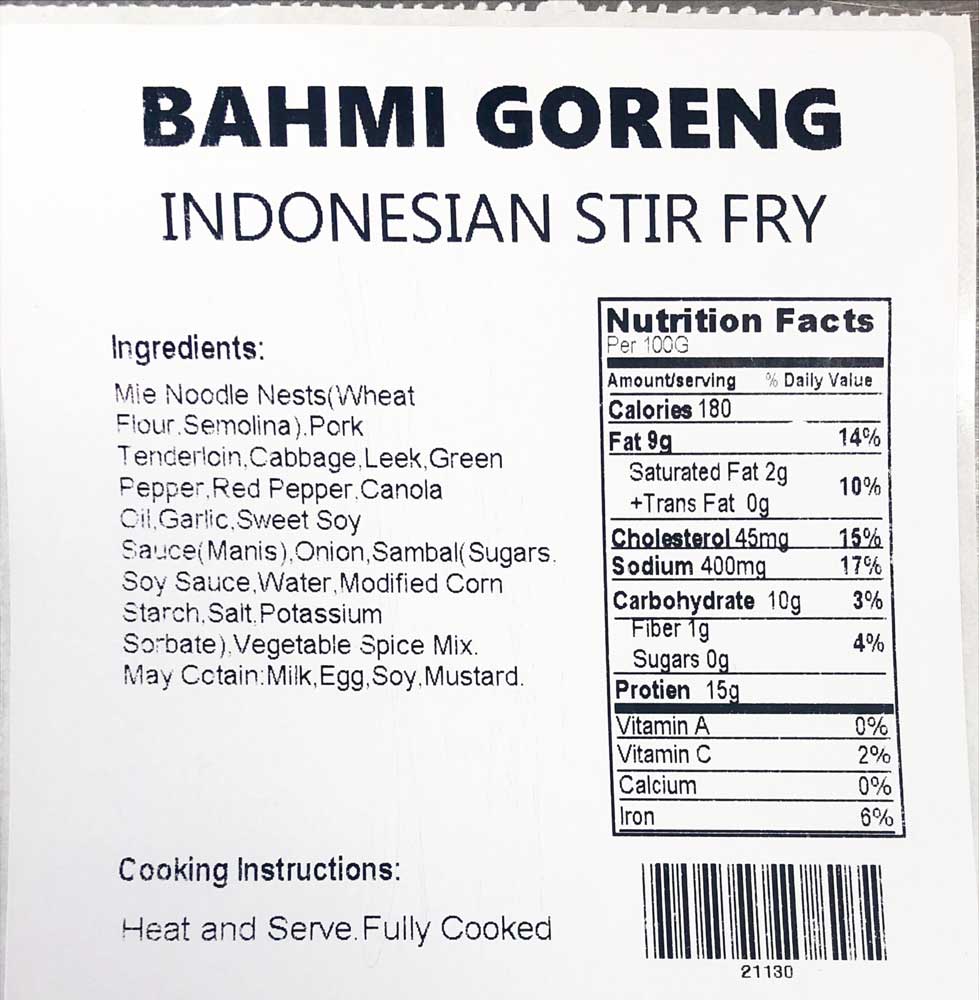 BAHMI GORENG
INDONESIAN STIR FRY
Ingredients:
Mie Noodle Nests(Wheat
Flour,Semolina),Pork
Tenderloin,Cabbage,Leek,Green
Pepper,Red Pepper,Canola
Oil,Garlic,Sweet Soy
Sauce(Manis),Onion,Sambal(Sugars,
Soy Sauce,Water,Modified Corn
Starch,Salt,Potassium
Sorbate),Vegetable Spice Mix.
May Cctain:Milk,Egg,Soy,Mustard.
Nutrition Facts
Per 100G
Amount/serving % Daily Value
Calories 180
Fat 9g 14%
Saturated Fat 2g
+Trans Fat 0g 10%
Cholesterol 45mg 15%
Sodium 400mg 17%
Carbohydrate 10g 3%
Fiber 1g 4%
Sugars 0g
Protien 15g
Vitamin A 0%
Vitamin C 2%
Calcium 0%
Iron 6%
Cooking Instructions:
Heat and Serve.Fully Cooked
21130